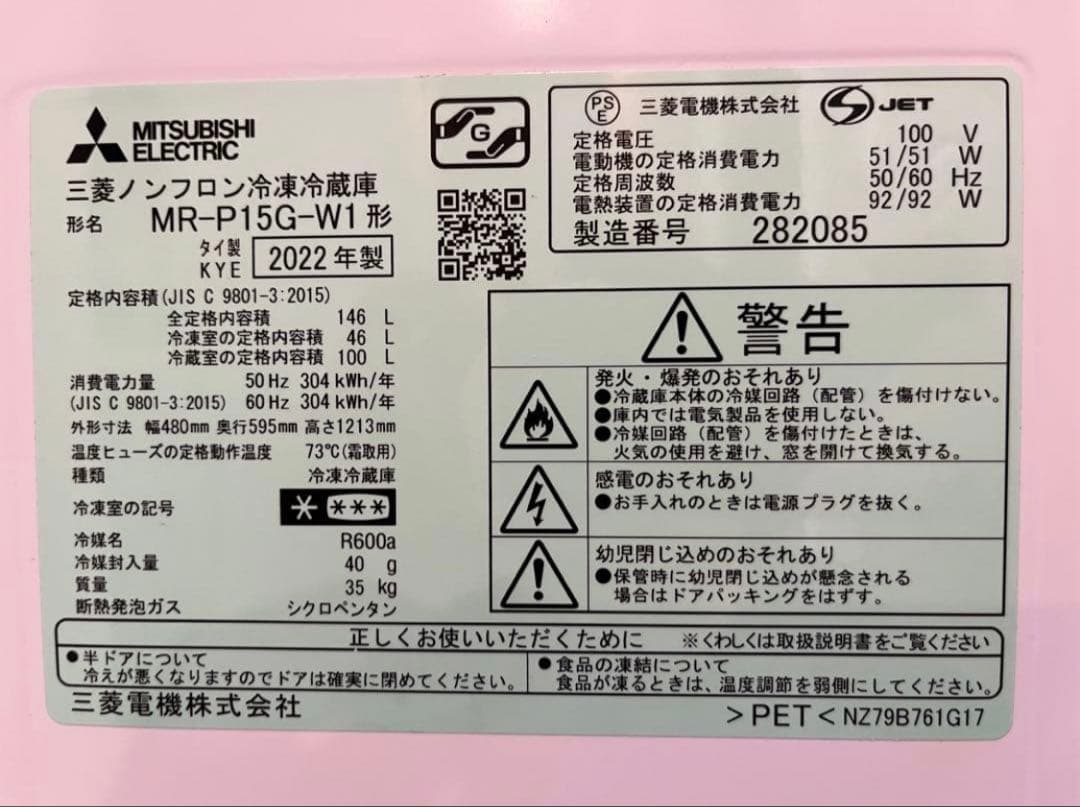 MITSUBISHI
ELECTRIC
三菱ノンフロン冷凍冷蔵庫
形名 MR-P15G-W1形
タイ製
KYE 2022年製
定格内容積(JIS C 9801-3:2015)
全定格内容積 146 L
冷凍室の定格内容積 46 L
冷蔵室の定格内容積 100 L
消費電力量 50Hz 304kWh/年
(JIS C 9801-3:2015) 60Hz 304kWh/年
外形寸法 幅480mm 奥行595mm 高さ1213mm
温度ヒューズの定格動作温度 73℃(霜取用)
種類 冷凍冷蔵庫
冷凍室の記号 * ***
冷媒名 R600a
冷媒封入量 40 g
質量 35 kg
断熱発泡ガス シクロペンタン
G
PS
E 三菱電機株式会社 S JET
定格電圧 100 V
電動機の定格消費電力 51/51 W
定格周波数 50/60 Hz
電熱装置の定格消費電力 92/92 W
製造番号 282085
警告
発火・爆発のおそれあり
●冷蔵庫本体の冷媒回路(配管)を傷付けない。
●庫内では電気製品を使用しない。
●冷媒回路(配管)を傷付けたときは、
火気の使用を避け、窓を開けて換気する。
感電のおそれあり
●お手入れのときは電源プラグを抜く。
幼児閉じ込めのおそれあり
●保管時に幼児閉じ込めが懸念される
場合はドアパッキングをはずす。
正しくお使いいただくために ※くわしくは取扱説明書をご覧ください
●半ドアについて
冷えが悪くなりますのでドアは確実に閉めてください。
●食品の凍結について
食品が凍るときは、温度調節を弱側にしてください。
三菱電機株式会社
>PET< NZ79B761G17